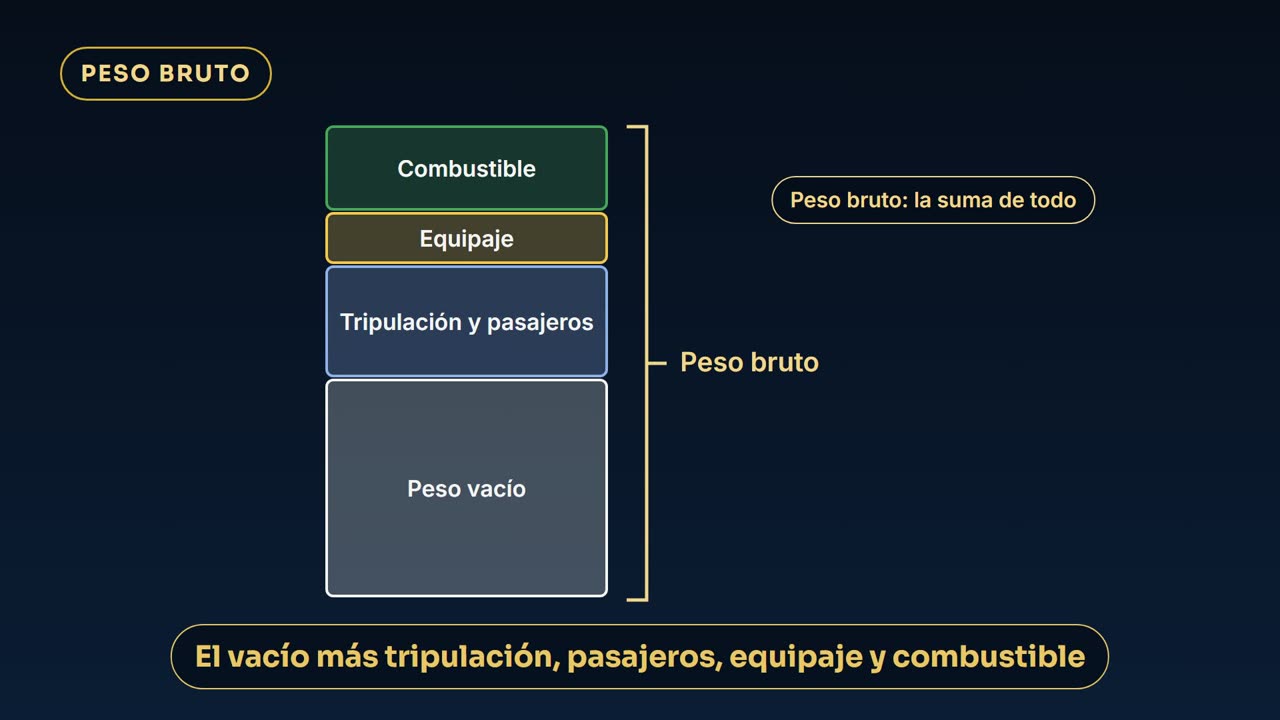 PESO BRUTO
Combustible
Peso bruto: la suma de todo
Equipaje
Tripulación y pasajeros
Peso bruto
Peso vacío
El vacío más tripulación, pasajeros, equipaje y combustible